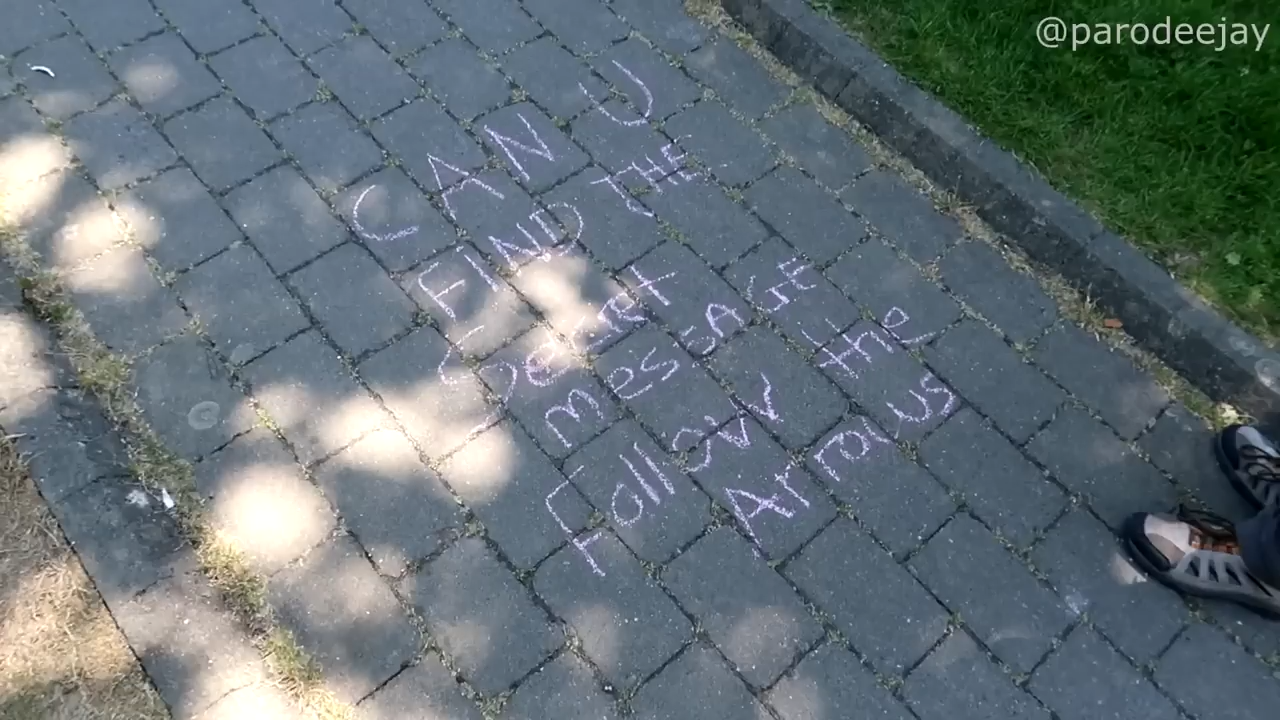 @parodeejay
CAN U
FIND THE
Secret
mesSAGE
Follow the
Arrows